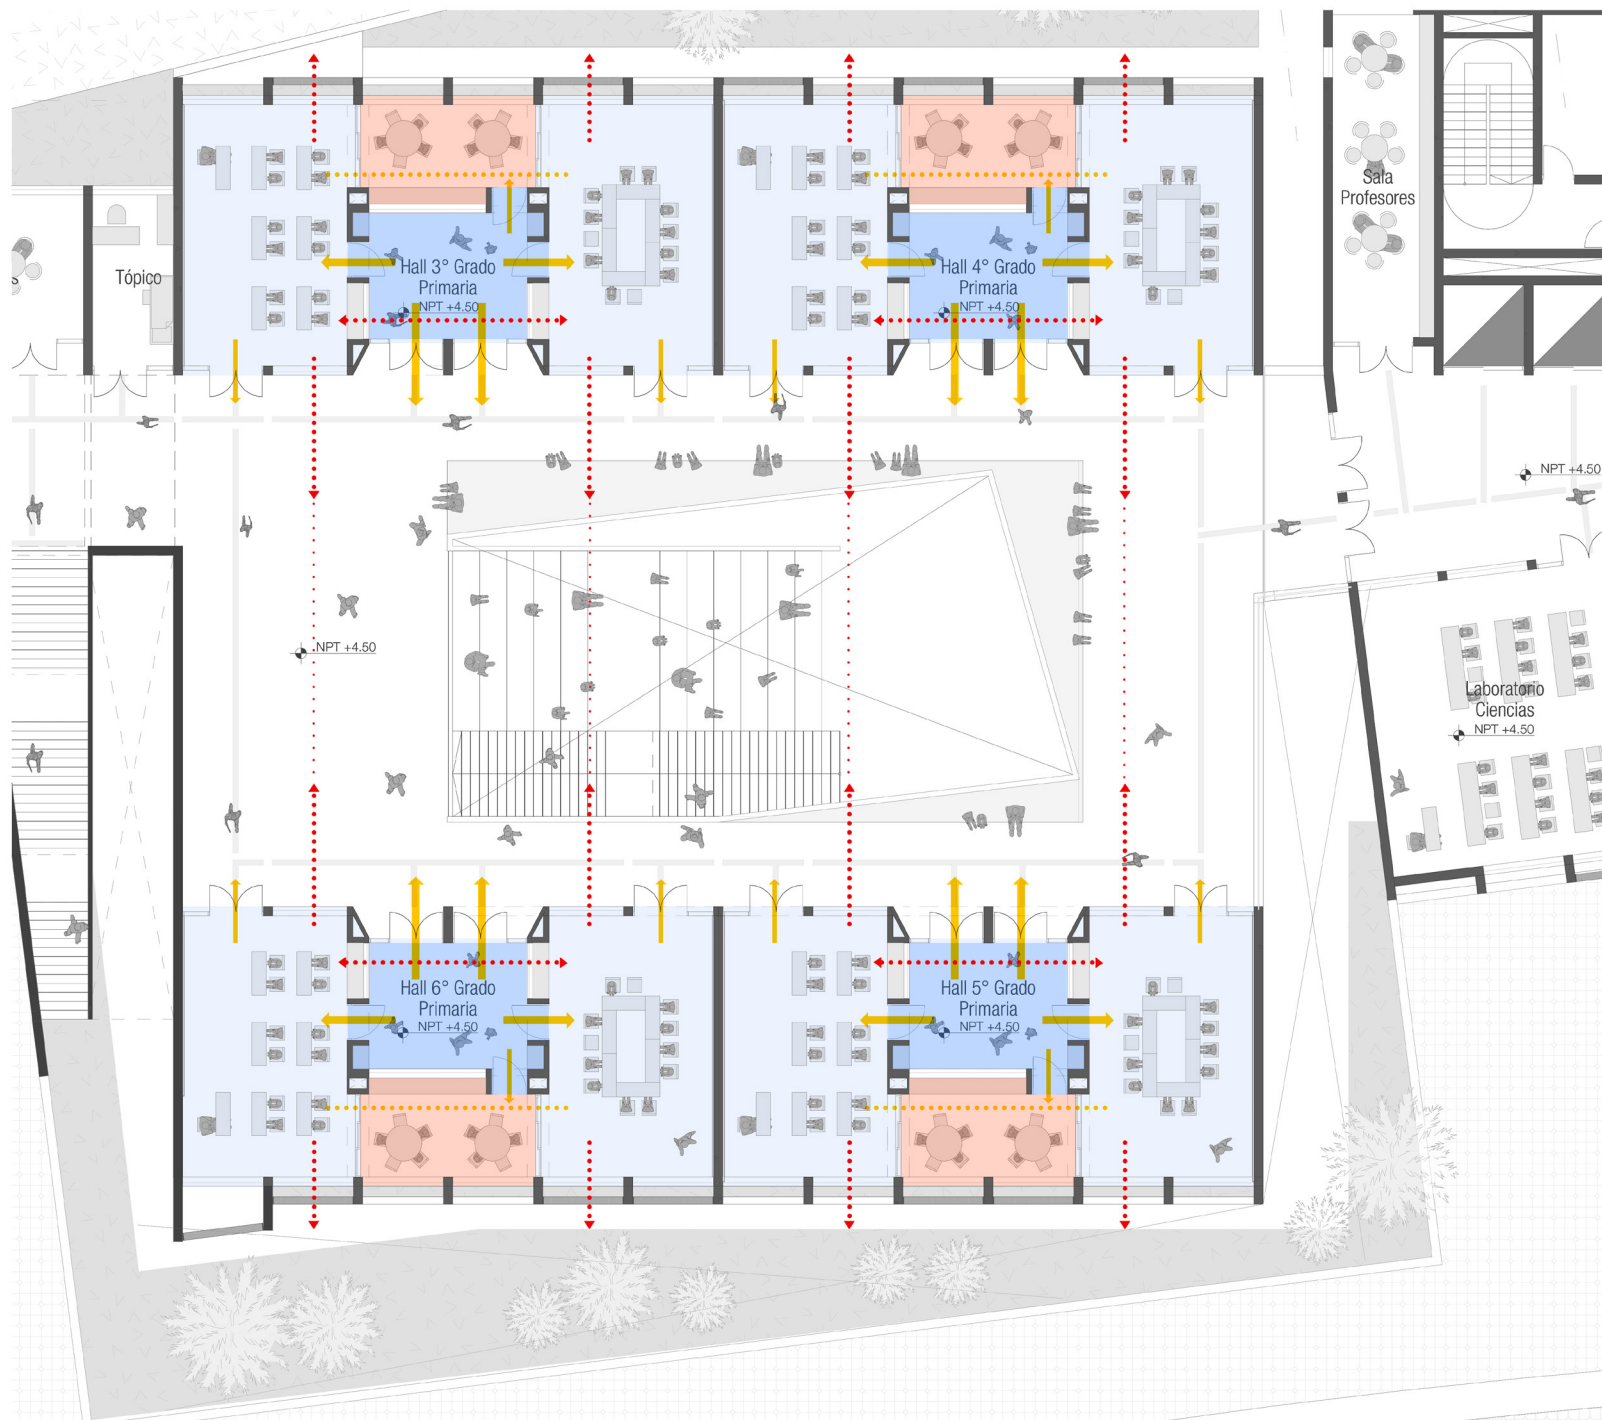 Sala
Profesores
s
Tópico
Hall 3° Grado
Primaria
NPT +4.50
Hall 4° Grado
Primaria
NPT +4.50
NPT +4.50
NPT +4.50
Laboratorio
Ciencias
NPT +4.50
Hall 6° Grado
Primaria
NPT +4.50
Hall 5° Grado
Primaria
NPT +4.50